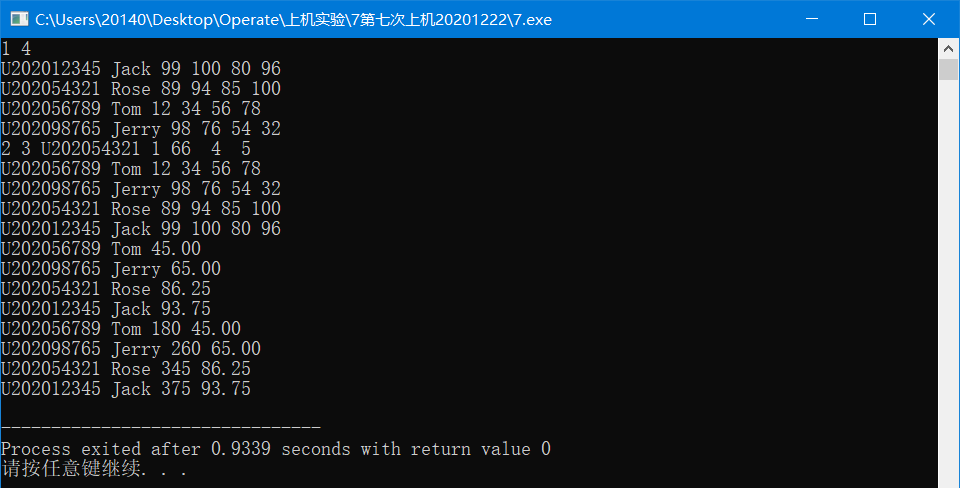 C:\Users\20140\Desktop\Operate\上机实验\7第七次上机20201222\7.exe
1 4
U202012345 Jack 99 100 80 96
U202054321 Rose 89 94 85 100
U202056789 Tom 12 34 56 78
U202098765 Jerry 98 76 54 32
2 3 U202054321 1 66  4  5
U202056789 Tom 12 34 56 78
U202098765 Jerry 98 76 54 32
U202054321 Rose 89 94 85 100
U202012345 Jack 99 100 80 96
U202056789 Tom 45.00
U202098765 Jerry 65.00
U202054321 Rose 86.25
U202012345 Jack 93.75
U202056789 Tom 180 45.00
U202098765 Jerry 260 65.00
U202054321 Rose 345 86.25
U202012345 Jack 375 93.75
--------------------------------
Process exited after 0.9339 seconds with return value 0
请按任意键继续. . .